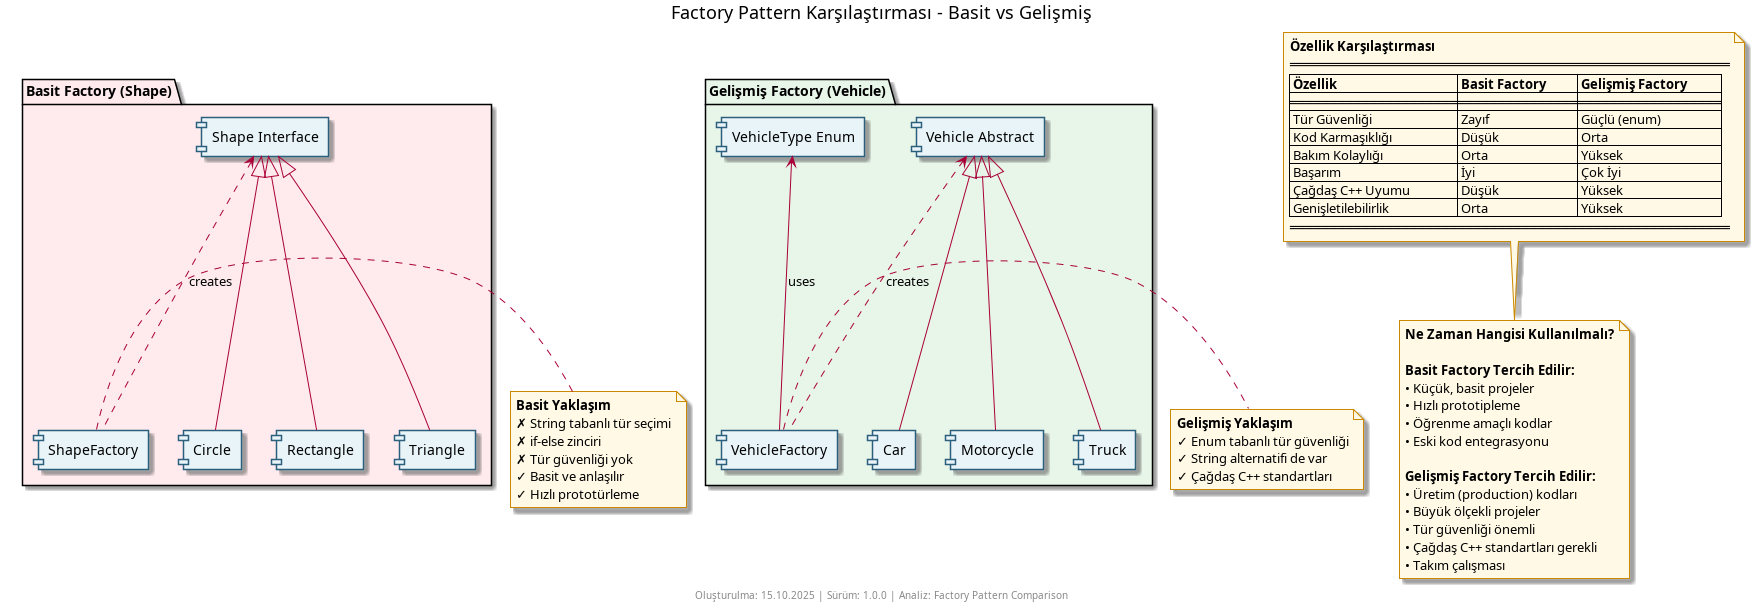 Factory Pattern Karşılaştırması - Basit vs Gelişmiş
Basit Factory (Shape)
Shape Interface
creates
ShapeFactory
Circle
Rectangle
Triangle
Basit Yaklaşım
✗ String tabanlı tür seçimi
✗ if-else zinciri
✗ Tür güvenliği yok
✓ Basit ve anlaşılır
✓ Hızlı prototürleme
Gelişmiş Factory (Vehicle)
VehicleType Enum
Vehicle Abstract
uses
creates
VehicleFactory
Car
Motorcycle
Truck
Gelişmiş Yaklaşım
✓ Enum tabanlı tür güvenliği
✓ String alternatifi de var
✓ Çağdaş C++ standartları
Özellik Karşılaştırması
Özellik Basit Factory Gelişmiş Factory
Tür Güvenliği Zayıf Güçlü (enum)
Kod Karmaşıklığı Düşük Orta
Bakım Kolaylığı Orta Yüksek
Başarım İyi Çok İyi
Çağdaş C++ Uyumu Düşük Yüksek
Genişletilebilirlik Orta Yüksek
Ne Zaman Hangisi Kullanılmalı?
Basit Factory Tercih Edilir:
• Küçük, basit projeler
• Hızlı prototipleme
• Öğrenme amaçlı kodlar
• Eski kod entegrasyonu
Gelişmiş Factory Tercih Edilir:
• Üretim (production) kodları
• Büyük ölçekli projeler
• Tür güvenliği önemli
• Çağdaş C++ standartları gerekli
• Takım çalışması
Oluşturulma: 15.10.2025 | Sürüm: 1.0.0 | Analiz: Factory Pattern Comparison